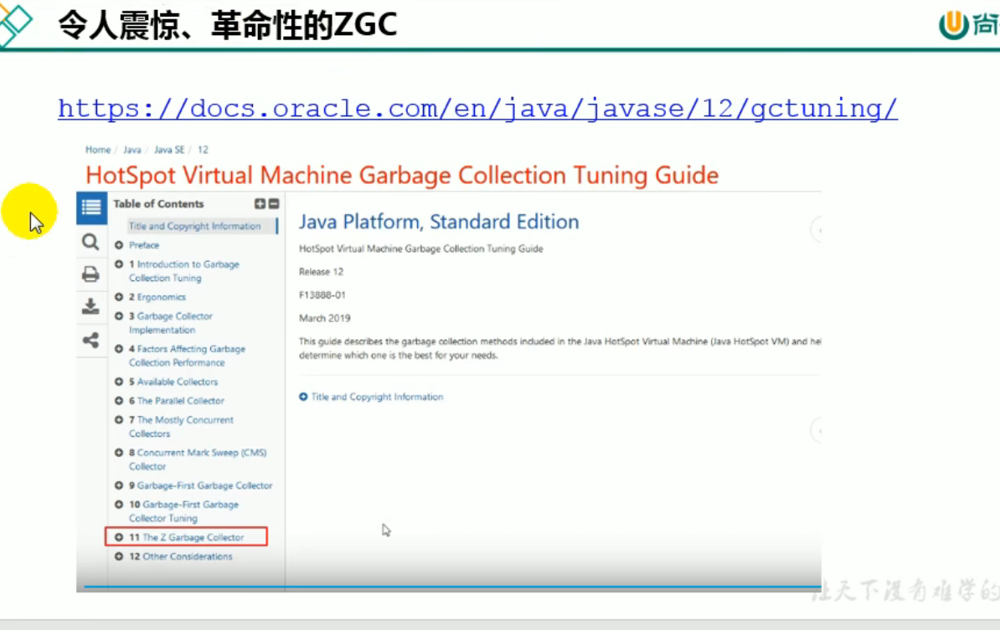 令人震惊、革命性的ZGC
尚
https://docs.oracle.com/en/java/javase/12/gctuning/
Home / Java / Java SE / 12
HotSpot Virtual Machine Garbage Collection Tuning Guide
Table of Contents
Title and Copyright Information
Preface
1 Introduction to Garbage
Collection Tuning
2 Ergonomics
3 Garbage Collector
Implementation
4 Factors Affecting Garbage
Collection Performance
5 Available Collectors
6 The Parallel Collector
7 The Mostly Concurrent
Collectors
8 Concurrent Mark Sweep (CMS)
Collector
9 Garbage-First Garbage Collector
10 Garbage-First Garbage
Collector Tuning
11 The Z Garbage Collector
12 Other Considerations
Java Platform, Standard Edition
HotSpot Virtual Machine Garbage Collection Tuning Guide
Release 12
F13888-01
March 2019
This guide describes the garbage collection methods included in the Java HotSpot Virtual Machine (Java HotSpot VM) and
determine which one is the best for your needs.
Title and Copyright Information
让天下没有难学的